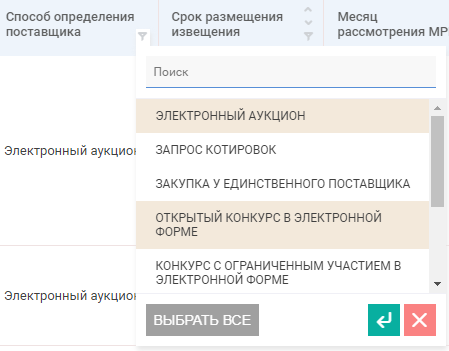 Способ определения
поставщика
Срок размещения
извещения
Месяц
рассмотрения МР
Поиск
ЭЛЕКТРОННЫЙ АУКЦИОН
ЗАПРОС КОТИРОВОК
ЗАКУПКА У ЕДИНСТВЕННОГО ПОСТАВЩИКА
ОТКРЫТЫЙ КОНКУРС В ЭЛЕКТРОННОЙ
ФОРМЕ
КОНКУРС С ОГРАНИЧЕННЫМ УЧАСТИЕМ В
ЭЛЕКТРОННОЙ ФОРМЕ
ВЫБРАТЬ ВСЕ
Электронный аукцион
Электронный аукцион